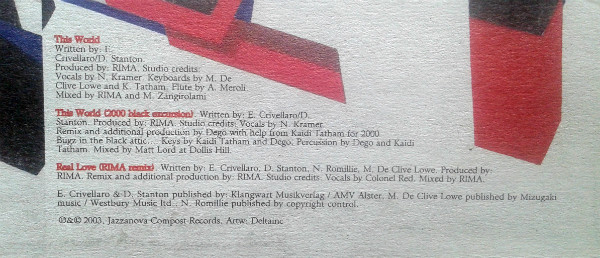 This World
Written by: E.
Crivellaro/D. Stanton.
Produced by: RIMA. Studio credits:
Vocals by N. Kramer. Keyboards by M. De
Clive Lowe and K. Tatham. Flute by A. Meroli
Mixed by RIMA and M. Zangirolami
This World (2000 black excursion). Written by: E. Crivellaro/D.
Stanton. Produced by: RIMA. Studio credits: Vocals by N. Kramer.
Remix and additional production by Dego with help from Kaidi Tatham for 2000
Bugz in the black attic..... Keys by Kaidi Tatham and Dego. Percussion by Dego and Kaidi
Tatham. Mixed by Matt Lord at Dollis Hill.
Real Love (RIMA remix). Written by: E. Crivellaro, D. Stanton, N. Romillie, M. De Clive Lowe. Produced by:
RIMA. Remix and additional production by: RIMA. Studio credits: Vocals by Colonel Red. Mixed by RIMA.
E. Crivellaro & D. Stanton published by: Klangwart Musikverlag / AMV Alster. M. De Clive Lowe published by Mizugaki
music / Westbury Music ltd.. N. Romillie published by copyright control.
℗&© 2003, Jazzanova Compost Records. Artw: Deltainc